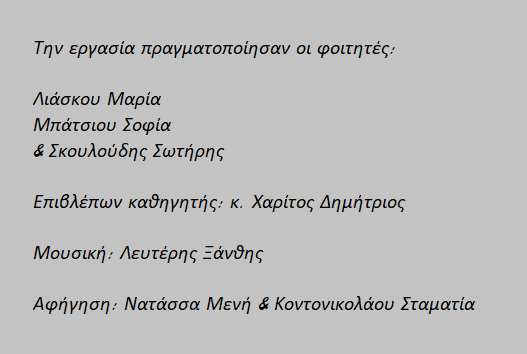 Την εργασία πραγματοποίησαν οι φοιτητές:
Λιάσκου Μαρία
Μπάτσιου Σοφία
& Σκουλούδης Σωτήρης
Επιβλέπων καθηγητής: κ. Χαρίτος Δημήτριος
Μουσική: Λευτέρης Ξάνθης
Αφήγηση: Νατάσσα Μενή & Κοντονικολάου Σταματία